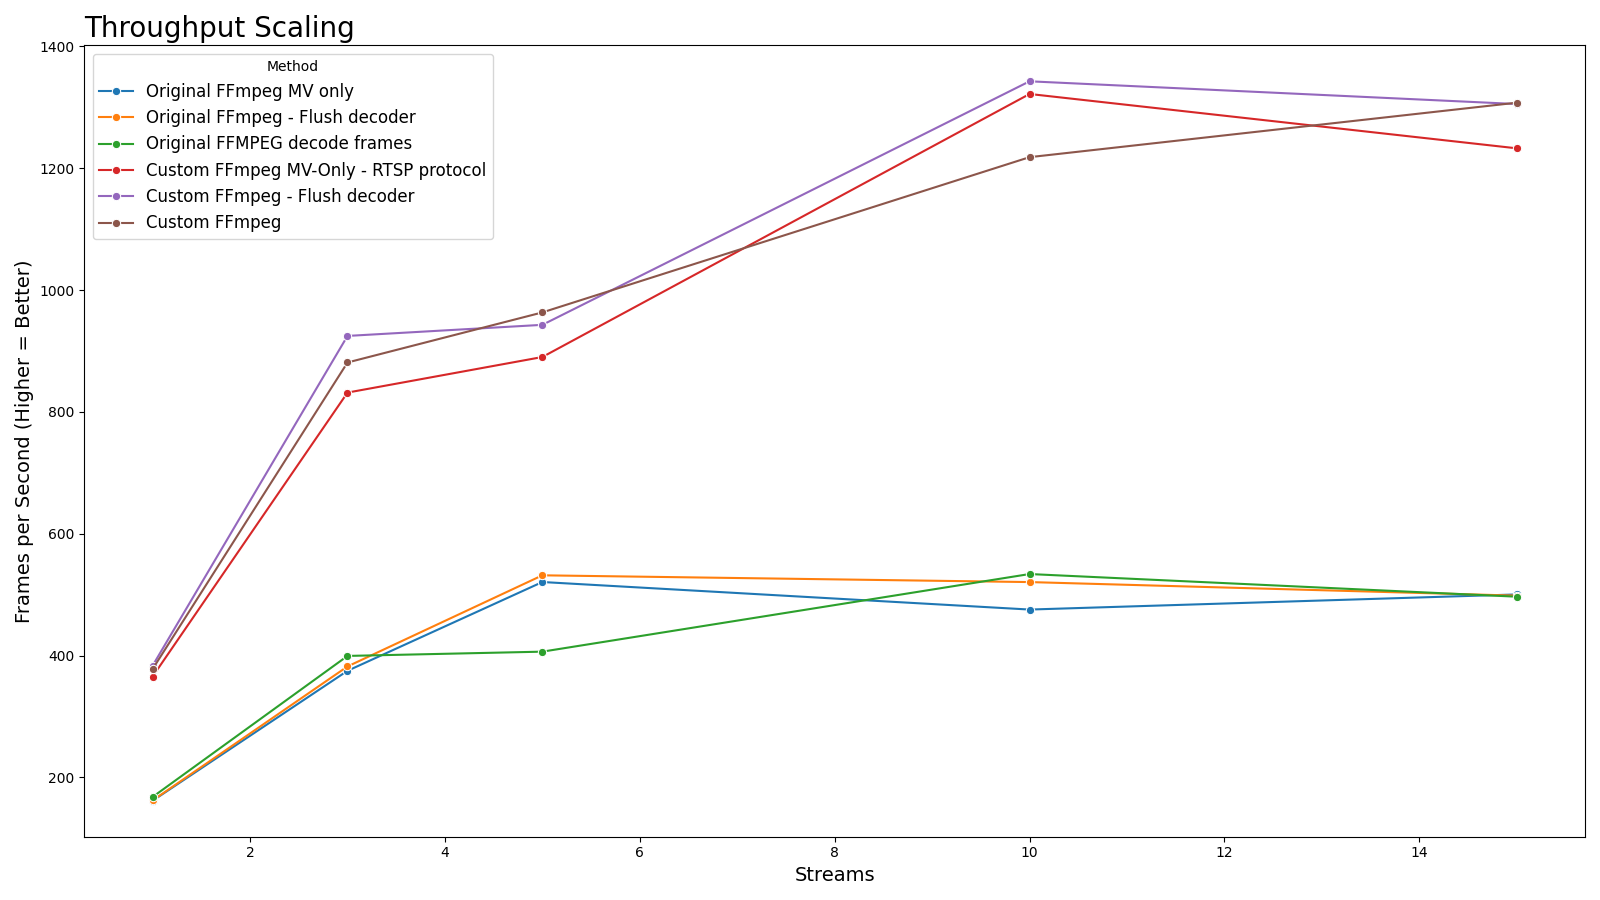 Throughput Scaling
Method
Original FFmpeg MV only
Original FFmpeg - Flush decoder
Original FFMPEG decode frames
Custom FFmpeg MV-Only - RTSP protocol
Custom FFmpeg - Flush decoder
Custom FFmpeg
Frames per Second (Higher = Better)
1400
1200
1000
800
600
400
200
2 4 6 8 10 12 14
Streams